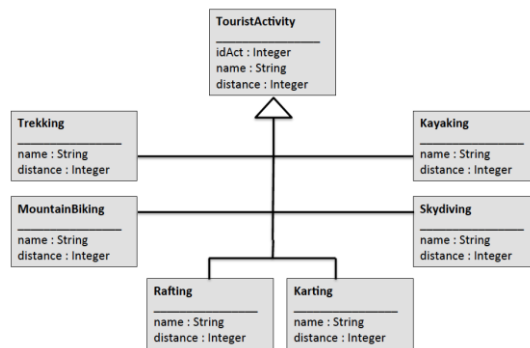 TouristActivity
idAct : Integer
name : String
distance : Integer
Trekking
name : String
distance : Integer
Kayaking
name : String
distance : Integer
MountainBiking
name : String
distance : Integer
Skydiving
name : String
distance : Integer
Rafting
name : String
distance : Integer
Karting
name : String
distance : Integer